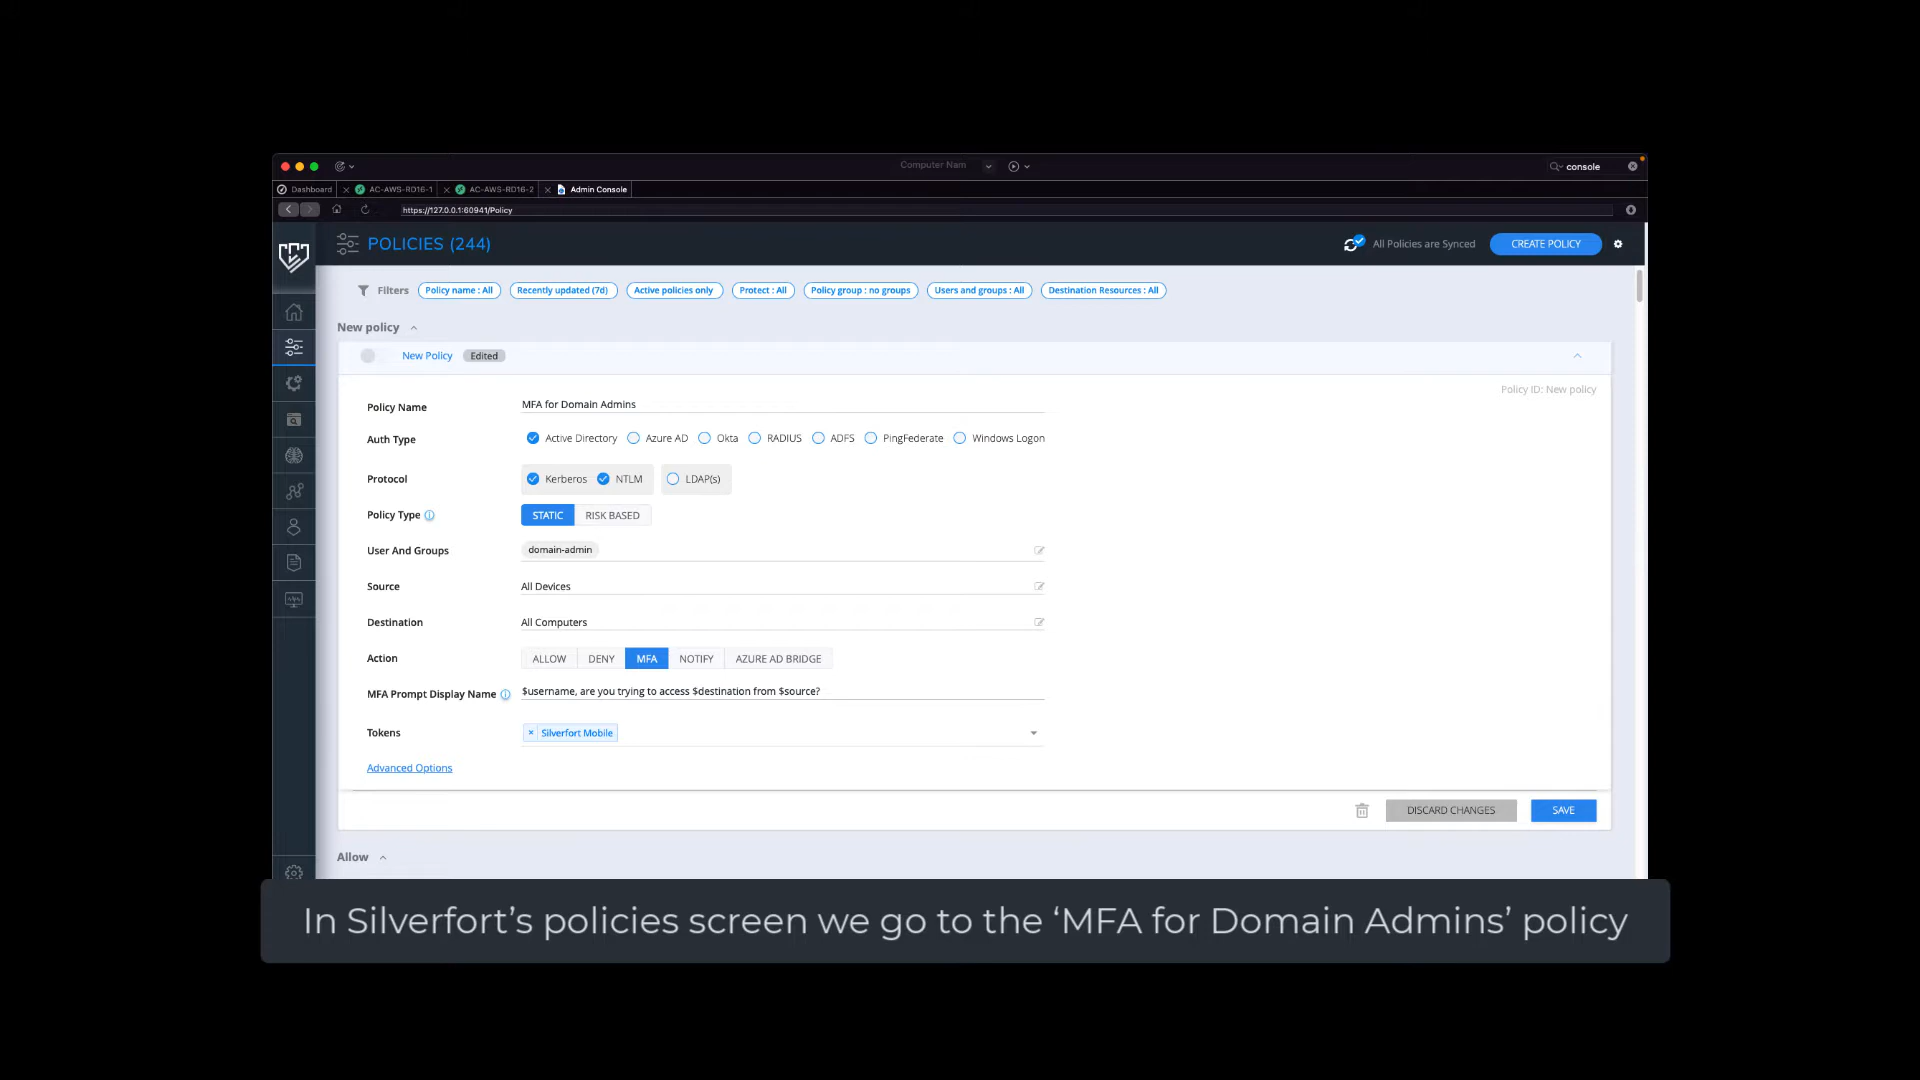 Computer Nam
console
Dashboard
AC-AWS-RD16-1
AC-AWS-RD16-2
Admin Console
https://127.0.0.1:60941/Policy
POLICIES (244)
All Policies are Synced
CREATE POLICY
Filters
Policy name : All
Recently updated (7d)
Active policies only
Protect : All
Policy group : no groups
Users and groups : All
Destination Resources : All
New policy
New Policy
Edited
Policy ID: New policy
Policy Name
MFA for Domain Admins
Auth Type
Active Directory
Azure AD
Okta
RADIUS
ADFS
PingFederate
Windows Logon
Protocol
Kerberos
NTLM
LDAP(s)
Policy Type
STATIC
RISK BASED
User And Groups
domain-admin
Source
All Devices
Destination
All Computers
Action
ALLOW
DENY
MFA
NOTIFY
AZURE AD BRIDGE
MFA Prompt Display Name
$username, are you trying to access $destination from $source?
Tokens
× Silverfort Mobile
Advanced Options
DISCARD CHANGES
SAVE
Allow
In Silverfort’s policies screen we go to the ‘MFA for Domain Admins’ policy